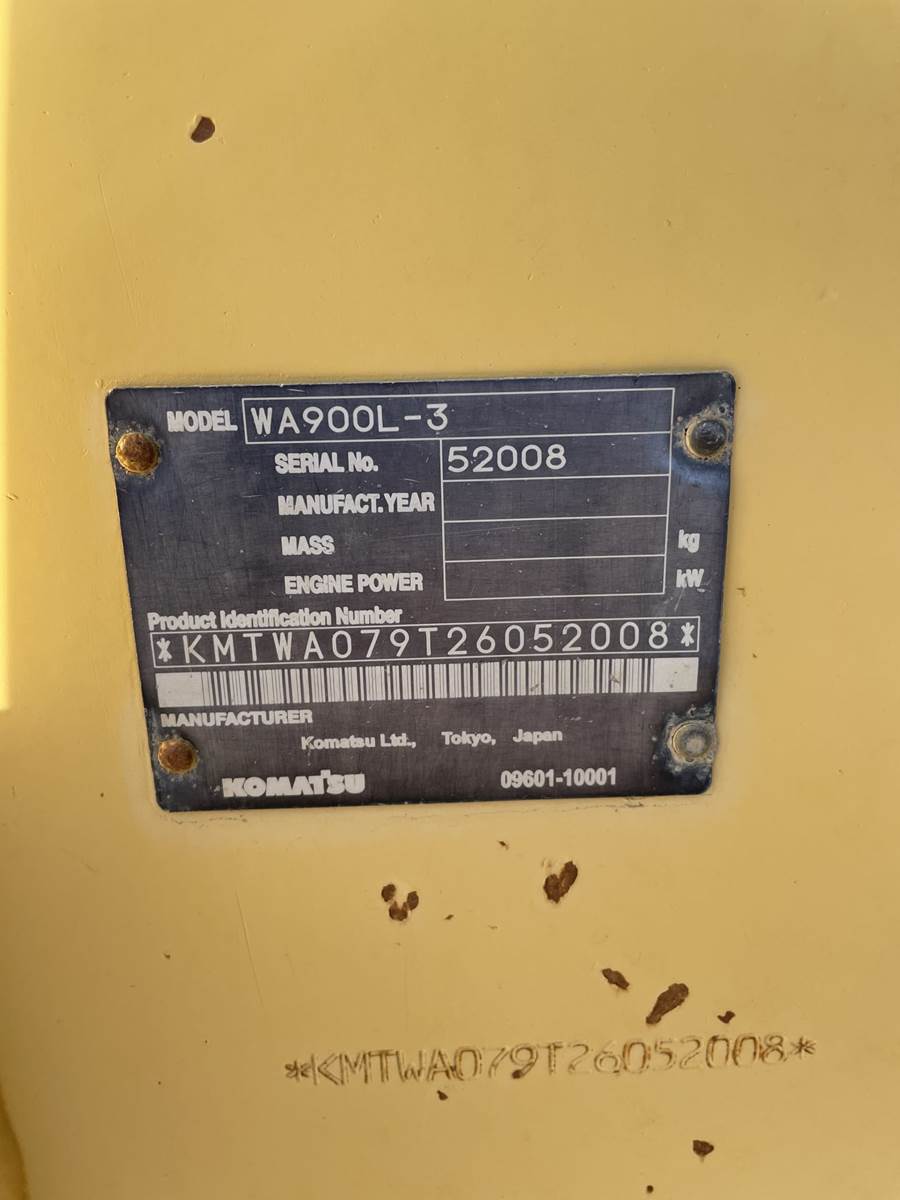 MODEL WA900L-3
SERIAL No. 52008
MANUFACT.YEAR
MASS kg
ENGINE POWER kW
Product Identification Number
*KMTWA079T26052008*
MANUFACTURER
Komatsu Ltd., Tokyo, Japan
KOMATSU 09601-10001
*KMTWA079T26052008*